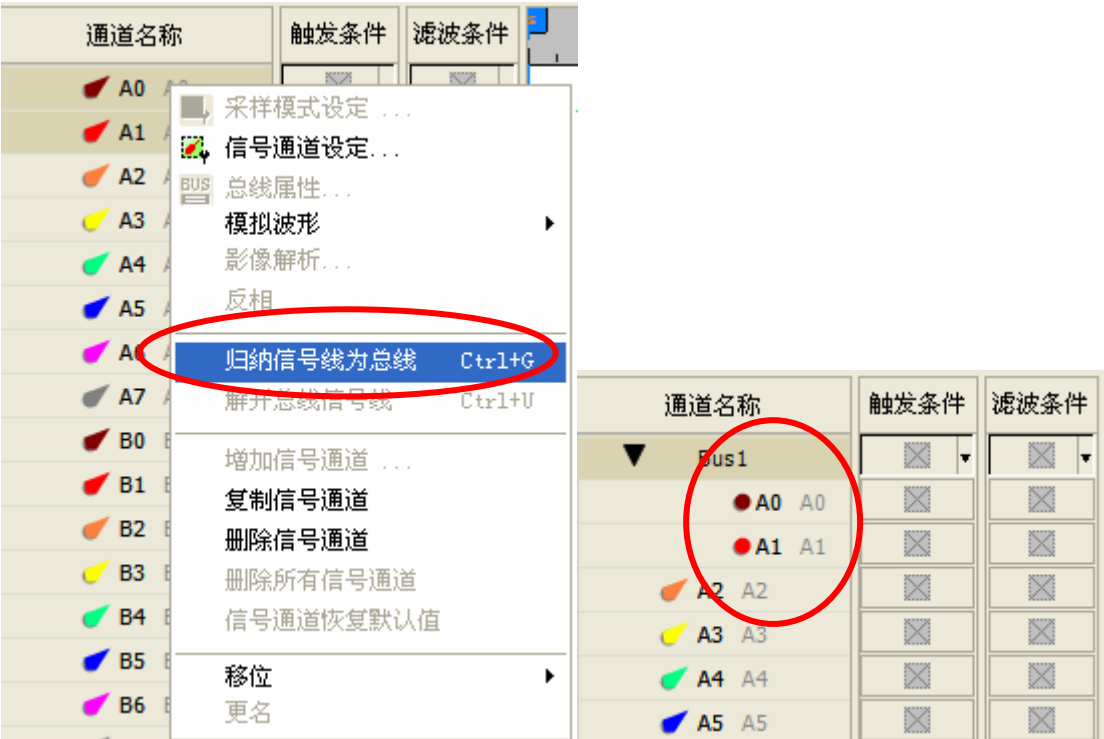 通道名称 触发条件 滤波条件
A0
A1
A2
A3
A4
A5
A6
A7
B0
B1
B2
B3
B4
B5
B6
采样模式设定 ...
信号通道设定...
BUS 总线属性...
模拟波形
影像解析...
反相
归纳信号线为总线 Ctrl+G
解开总线信号线 Ctrl+U
增加信号通道 ...
复制信号通道
删除信号通道
删除所有信号通道
信号通道恢复默认值
移位
更名
通道名称 触发条件 滤波条件
Bus1
A0 A0
A1 A1
A2 A2
A3 A3
A4 A4
A5 A5